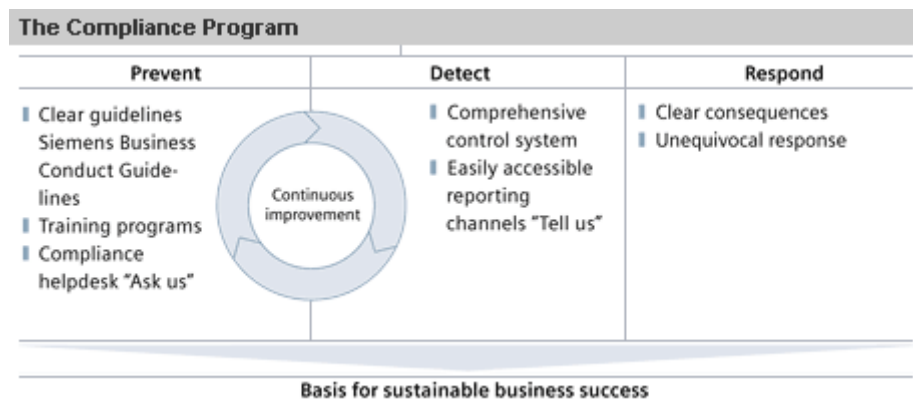 The Compliance Program
Prevent
Detect
Respond
Clear guidelines
Siemens Business
Conduct Guide-
lines
Training programs
Compliance
helpdesk "Ask us"
Continuous
improvement
Comprehensive
control system
Easily accessible
reporting
channels "Tell us"
Clear consequences
Unequivocal response
Basis for sustainable business success